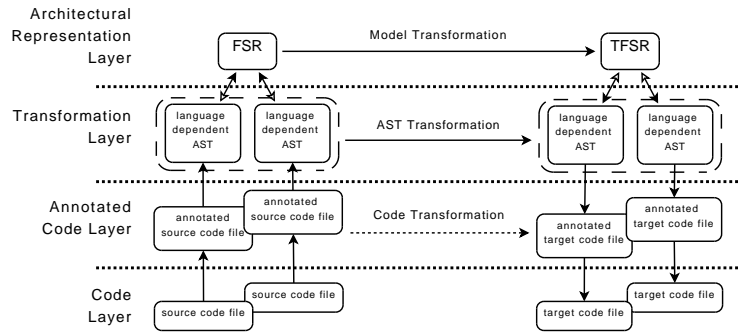 Architectural
Representation
Layer
FSR
Model Transformation
TFSR
Transformation
Layer
language
dependent
AST
language
dependent
AST
AST Transformation
language
dependent
AST
language
dependent
AST
Annotated
Code Layer
annotated
source code file
annotated
source code file
Code Transformation
annotated
target code file
annotated
target code file
Code
Layer
source code file
source code file
target code file
target code file